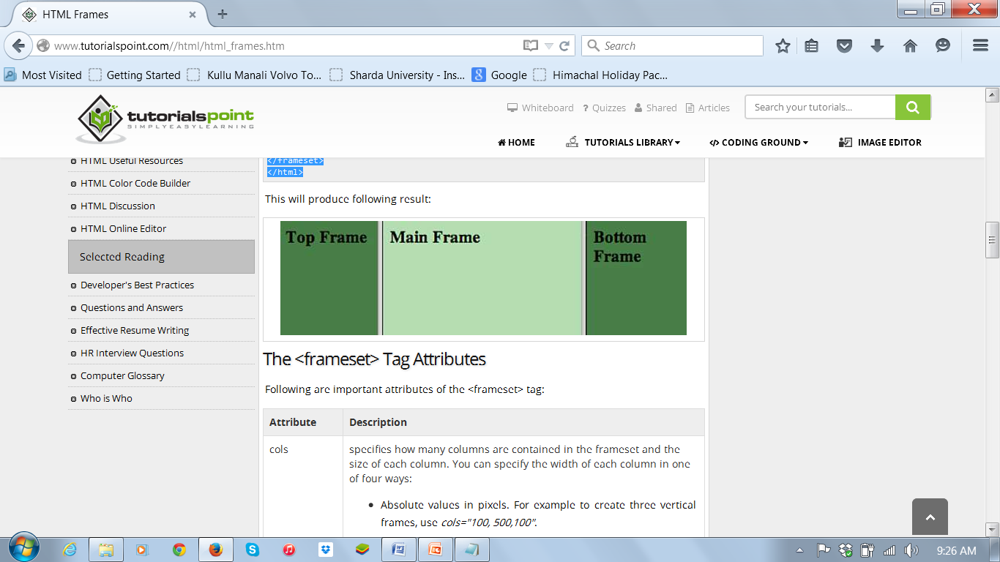 HTML Frames
www.tutorialspoint.com//html/html_frames.htm
Search
Most Visited
Getting Started
Kullu Manali Volvo To...
Sharda University - Ins...
Google
Himachal Holiday Pac...
tutorialspoint
SIMPLYEASYLEARNING
Whiteboard
? Quizzes
Shared
Articles
Search your tutorials...
HOME
TUTORIALS LIBRARY
CODING GROUND
IMAGE EDITOR
HTML Useful Resources
HTML Color Code Builder
HTML Discussion
HTML Online Editor
Selected Reading
Developer's Best Practices
Questions and Answers
Effective Resume Writing
HR Interview Questions
Computer Glossary
Who is Who
</frameset>
</html>
This will produce following result:
Top Frame
Main Frame
Bottom
Frame
The <frameset> Tag Attributes
Following are important attributes of the <frameset> tag:
Attribute
Description
cols
specifies how many columns are contained in the frameset and the
size of each column. You can specify the width of each column in one
of four ways:
Absolute values in pixels. For example to create three vertical
frames, use cols="100, 500,100".
9:26 AM